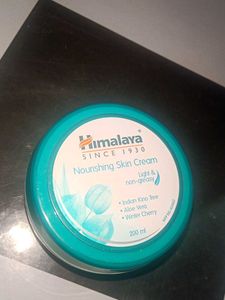 Himalaya
SINCE 1930
Nourishing Skin Cream
Light &
non-greasy
• Indian Kino Tree
• Aloe Vera
• Winter Cherry
200 ml